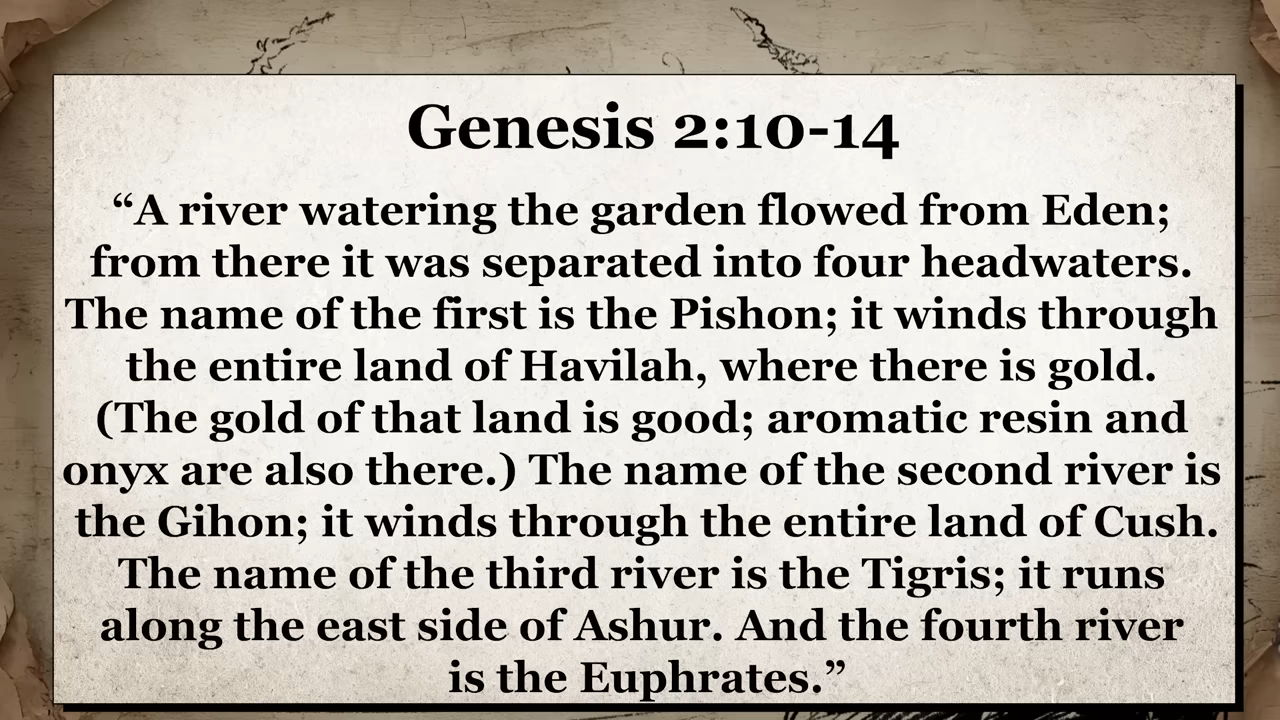 Genesis 2:10-14
“A river watering the garden flowed from Eden;
from there it was separated into four headwaters.
The name of the first is the Pishon; it winds through
the entire land of Havilah, where there is gold.
(The gold of that land is good; aromatic resin and
onyx are also there.) The name of the second river is
the Gihon; it winds through the entire land of Cush.
The name of the third river is the Tigris; it runs
along the east side of Ashur. And the fourth river
is the Euphrates.”